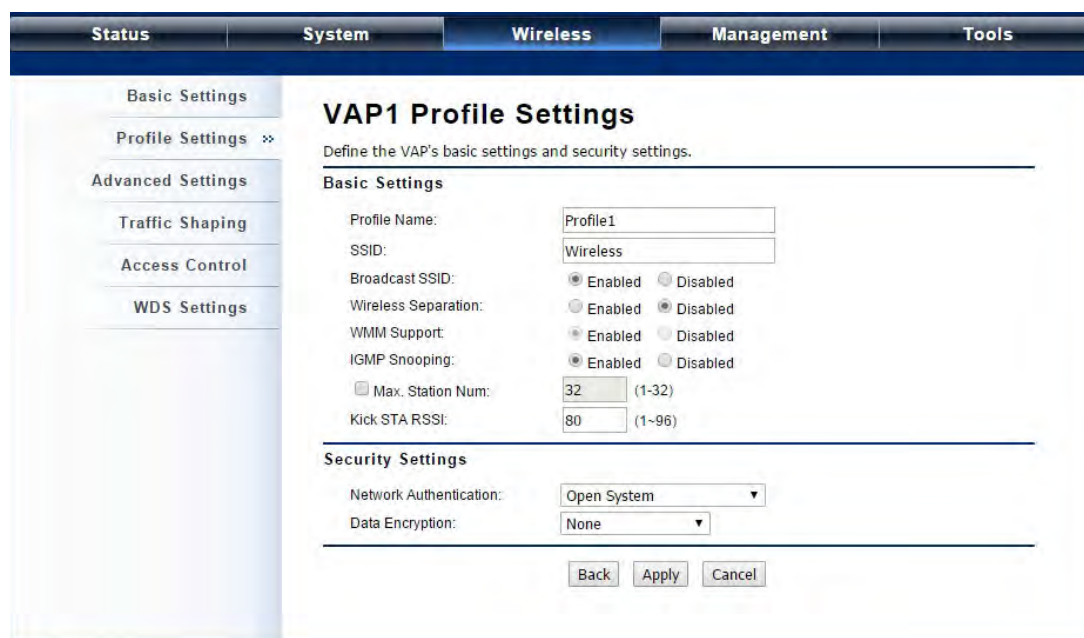 Status System Wireless Management Tools
Basic Settings
Profile Settings »
Advanced Settings
Traffic Shaping
Access Control
WDS Settings
VAP1 Profile Settings
Define the VAP's basic settings and security settings.
Basic Settings
Profile Name: Profile1
SSID: Wireless
Broadcast SSID: Enabled Disabled
Wireless Separation: Enabled Disabled
WMM Support: Enabled Disabled
IGMP Snooping: Enabled Disabled
Max. Station Num: 32 (1-32)
Kick STA RSSI: 80 (1~96)
Security Settings
Network Authentication: Open System
Data Encryption: None
Back Apply Cancel